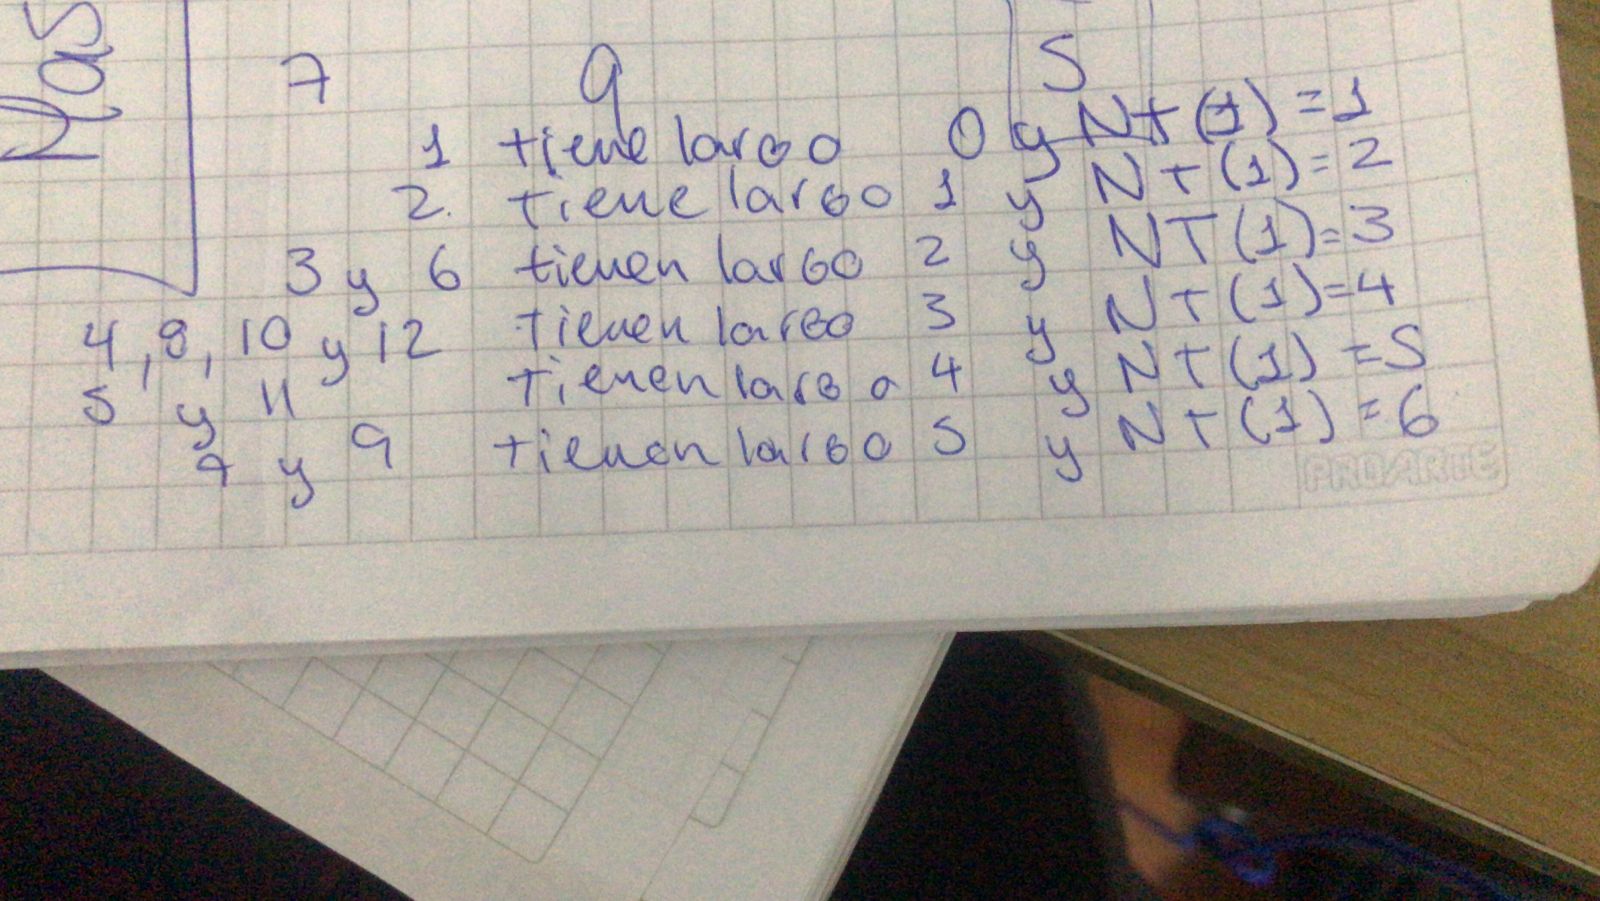 Mas
7 9 5
1 tiene largo 0 y Nt(1)=1
2. tiene largo 1 y Nt(1)=2
3 y 6 tienen largo 2 y NT(1)=3
4, 8, 10 y 12 tienen largo 3 y Nt(1)=4
5 y 11 tienen largo 4 y Nt(1)=5
7 y 9 tienen largo 5 y Nt(1)=6
PROARTE